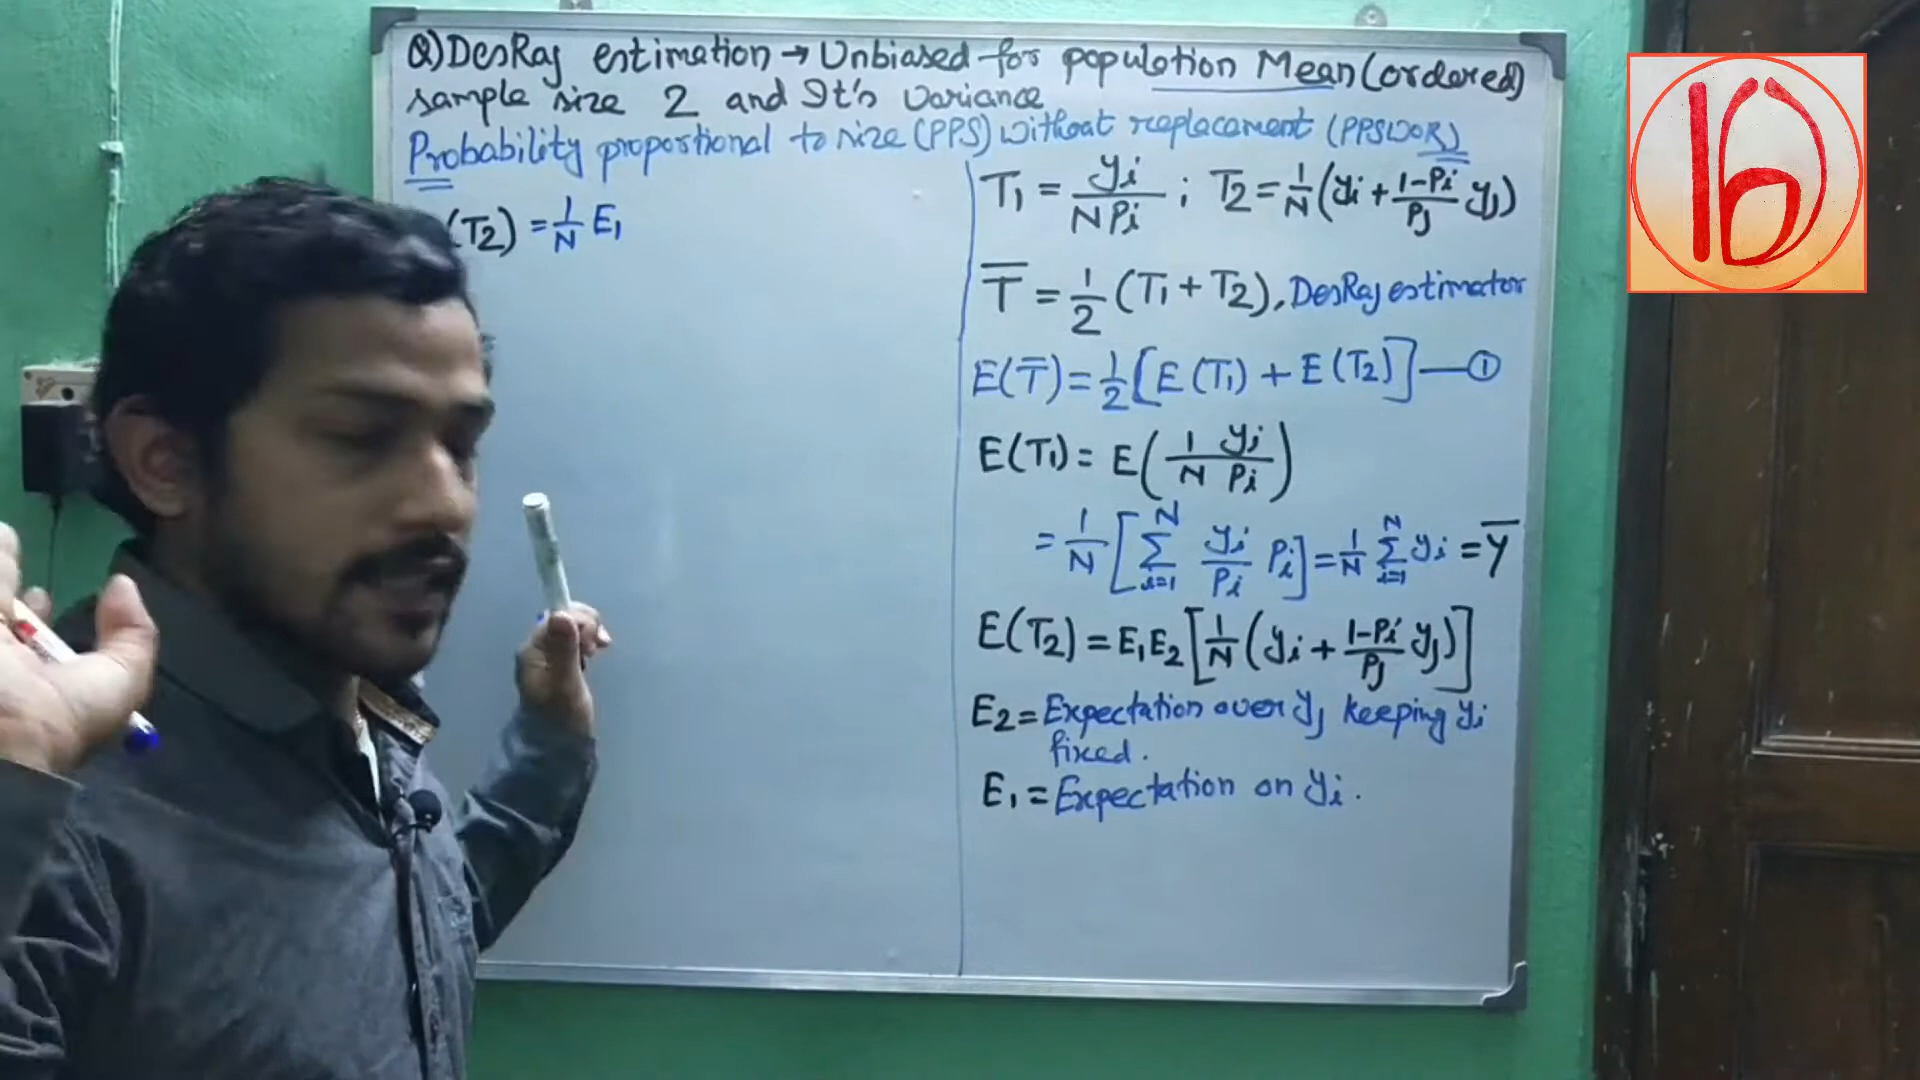 Q) DesRaj estimation → Unbiased for population Mean (ordered)
sample size 2 and It's variance
Probability proportional to size (PPS) without replacement (PPSWOR)
(T₂) = 1/N E₁
T₁ = yi / NPi ; T₂ = 1/N (yi + (1-Pi)/Pj yj)
T̅ = 1/2 (T₁ + T₂), DesRaj estimator
E(T̅) = 1/2 [E(T₁) + E(T₂)] — ①
E(T₁) = E(1/N yi/Pi)
= 1/N [∑ᵢ₌₁ᴺ yi/Pi Pi] = 1/N ∑ᵢ₌₁ᴺ yi = Y̅
E(T₂) = E₁E₂ [1/N (yi + (1-Pi)/Pj yj)]
E₂ = Expectation over yj keeping yi
fixed.
E₁ = Expectation on yi.